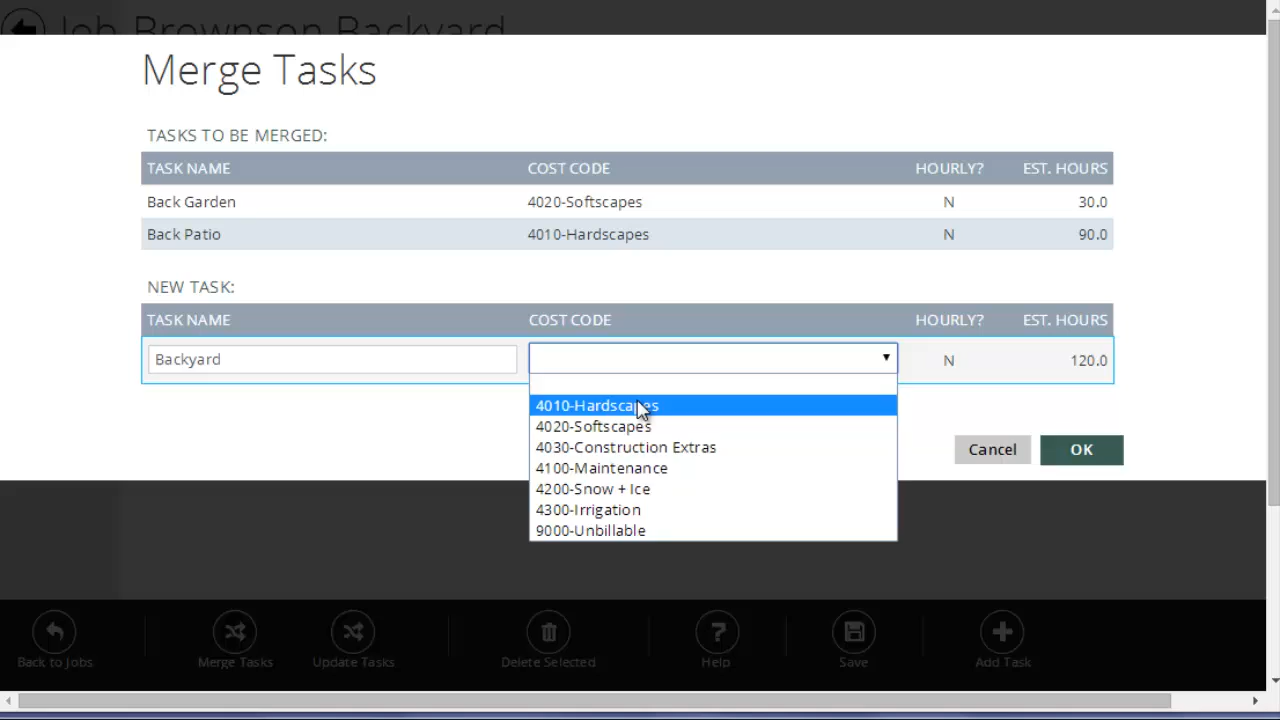 Job Brownson Backyard
Merge Tasks
TASKS TO BE MERGED:
TASK NAME COST CODE HOURLY? EST. HOURS
Back Garden 4020-Softscapes N 30.0
Back Patio 4010-Hardscapes N 90.0
NEW TASK:
TASK NAME COST CODE HOURLY? EST. HOURS
Backyard N 120.0
4010-Hardscapes
4020-Softscapes
4030-Construction Extras
4100-Maintenance
4200-Snow + Ice
4300-Irrigation
9000-Unbillable
Cancel OK
Back to Jobs Merge Tasks Update Tasks Delete Selected Help Save Add Task